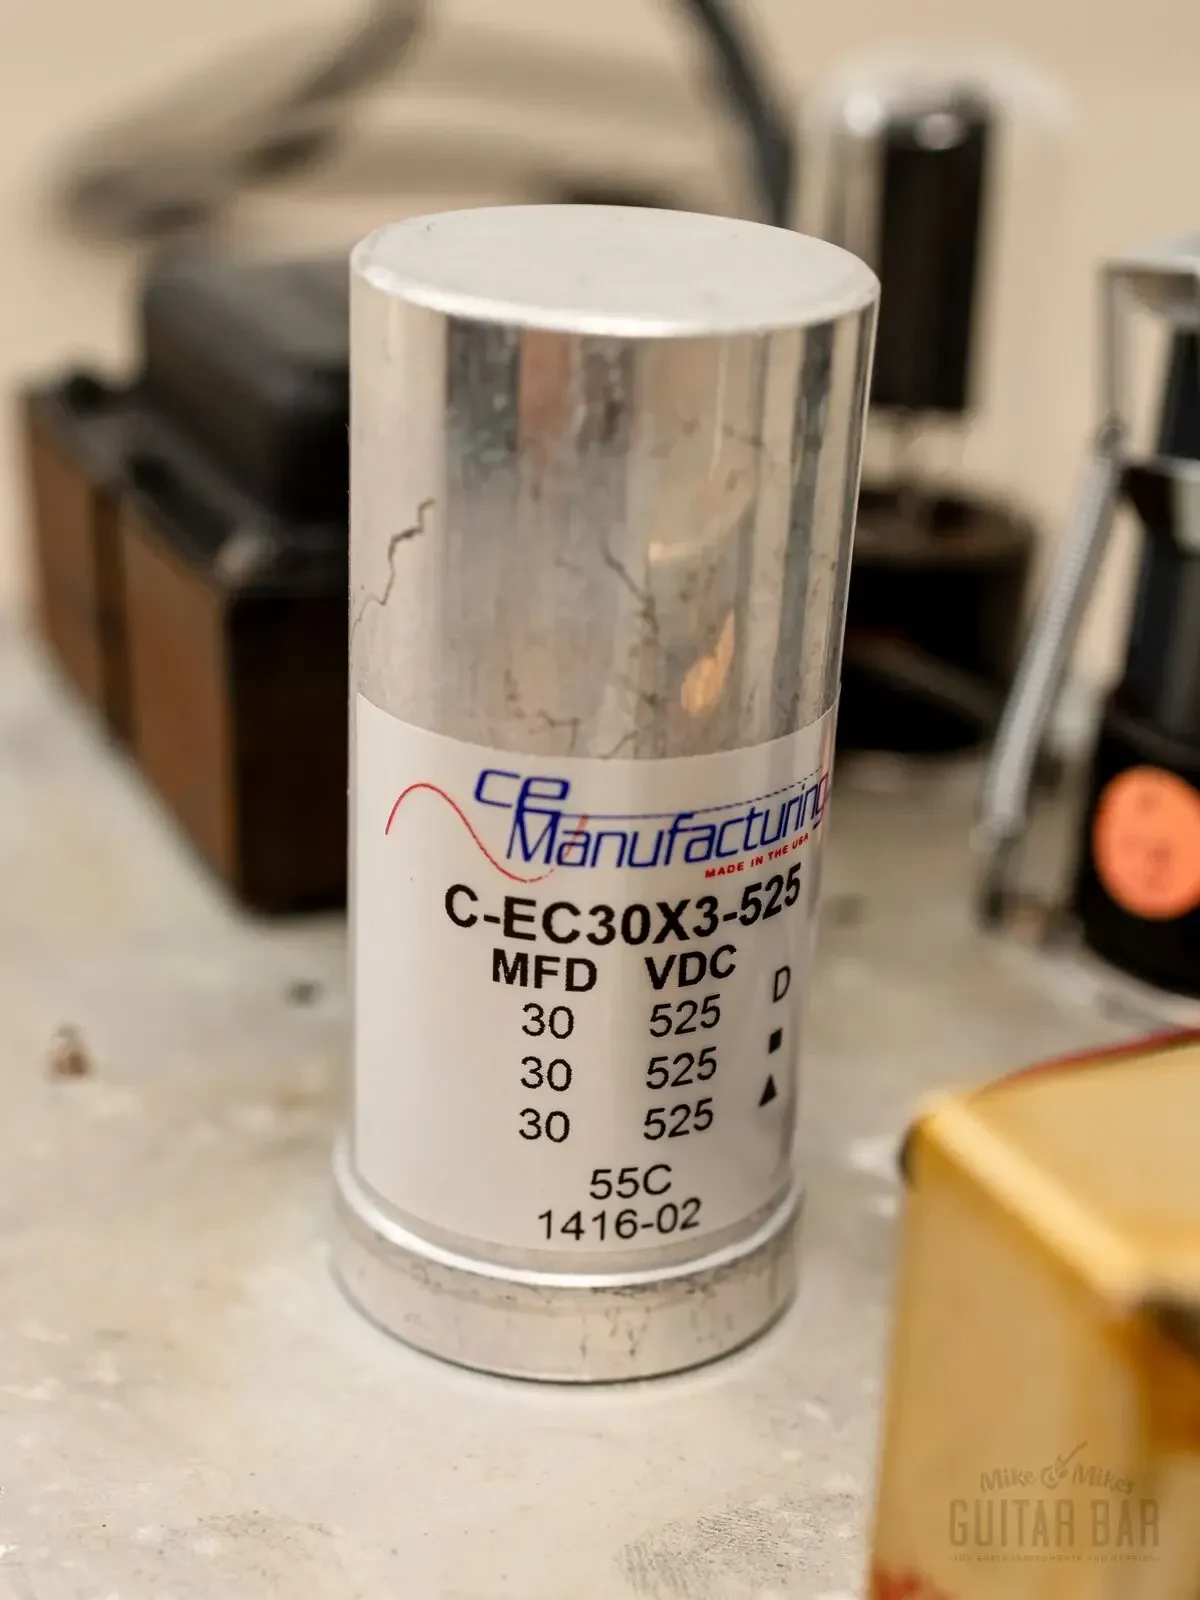 ce
Manufacturing
MADE IN THE USA
C-EC30X3-525
MFD VDC
30 525 D
30 525 ■
30 525 ▲
55C
1416-02
Mike & Mike's
GUITAR BAR